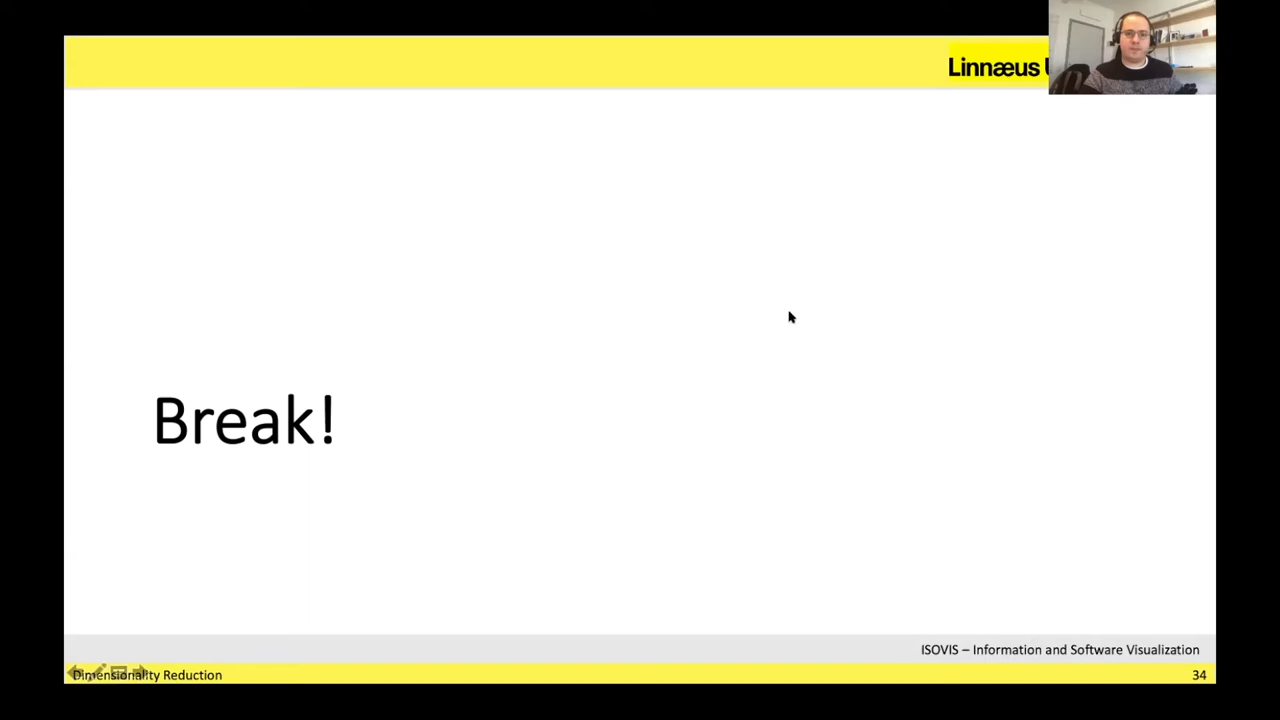 Linnæus
Break!
ISOVIS – Information and Software Visualization
Dimensionality Reduction
34